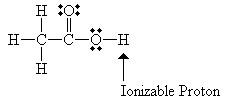 H :O:
H—C—C—O—H
H
Ionizable Proton